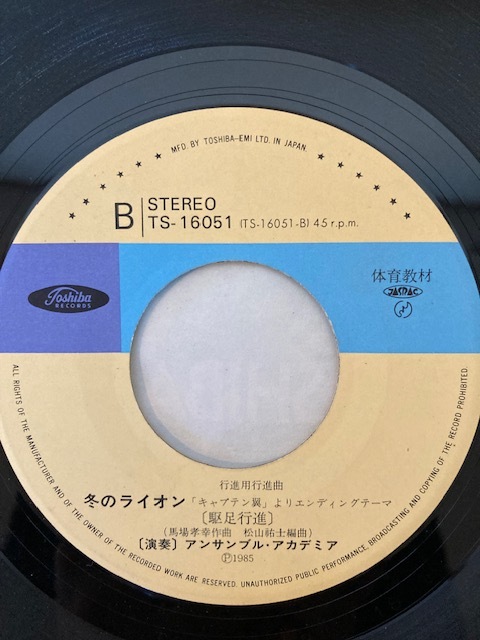 MFD. BY TOSHIBA-EMI LTD. IN JAPAN.
B
STEREO
TS-16051 (TS-16051-B) 45 r.p.m.
Toshiba
RECORDS
体育教材
JASRAC
行進用行進曲
冬のライオン「キャプテン翼」よりエンディングテーマ
〔駆足行進〕
(馬場孝幸作曲 松山祐士編曲)
〔演奏〕アンサンブル・アカデミア
Ⓟ1985
ALL RIGHTS OF THE MANUFACTURER AND OF THE OWNER OF THE RECORDED WORK ARE RESERVED. UNAUTHORIZED PUBLIC PERFORMANCE, BROADCASTING AND COPYING OF THIS RECORD PROHIBITED.